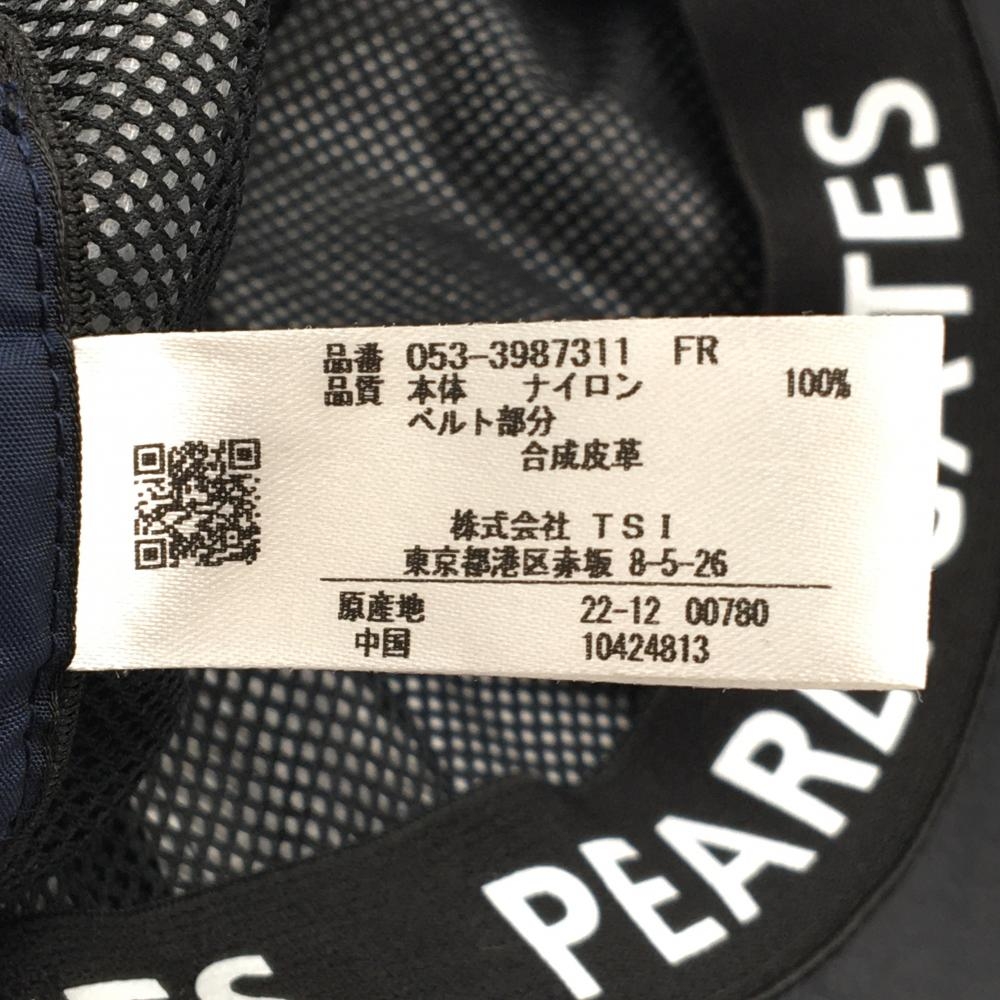 品番 053-3987311 FR
品質 本体 ナイロン 100%
ベルト部分
合成皮革
株式会社 TSI
東京都港区赤坂 8-5-26
原産地 22-12 00780
中国 10424813
PEARL GATES
ES